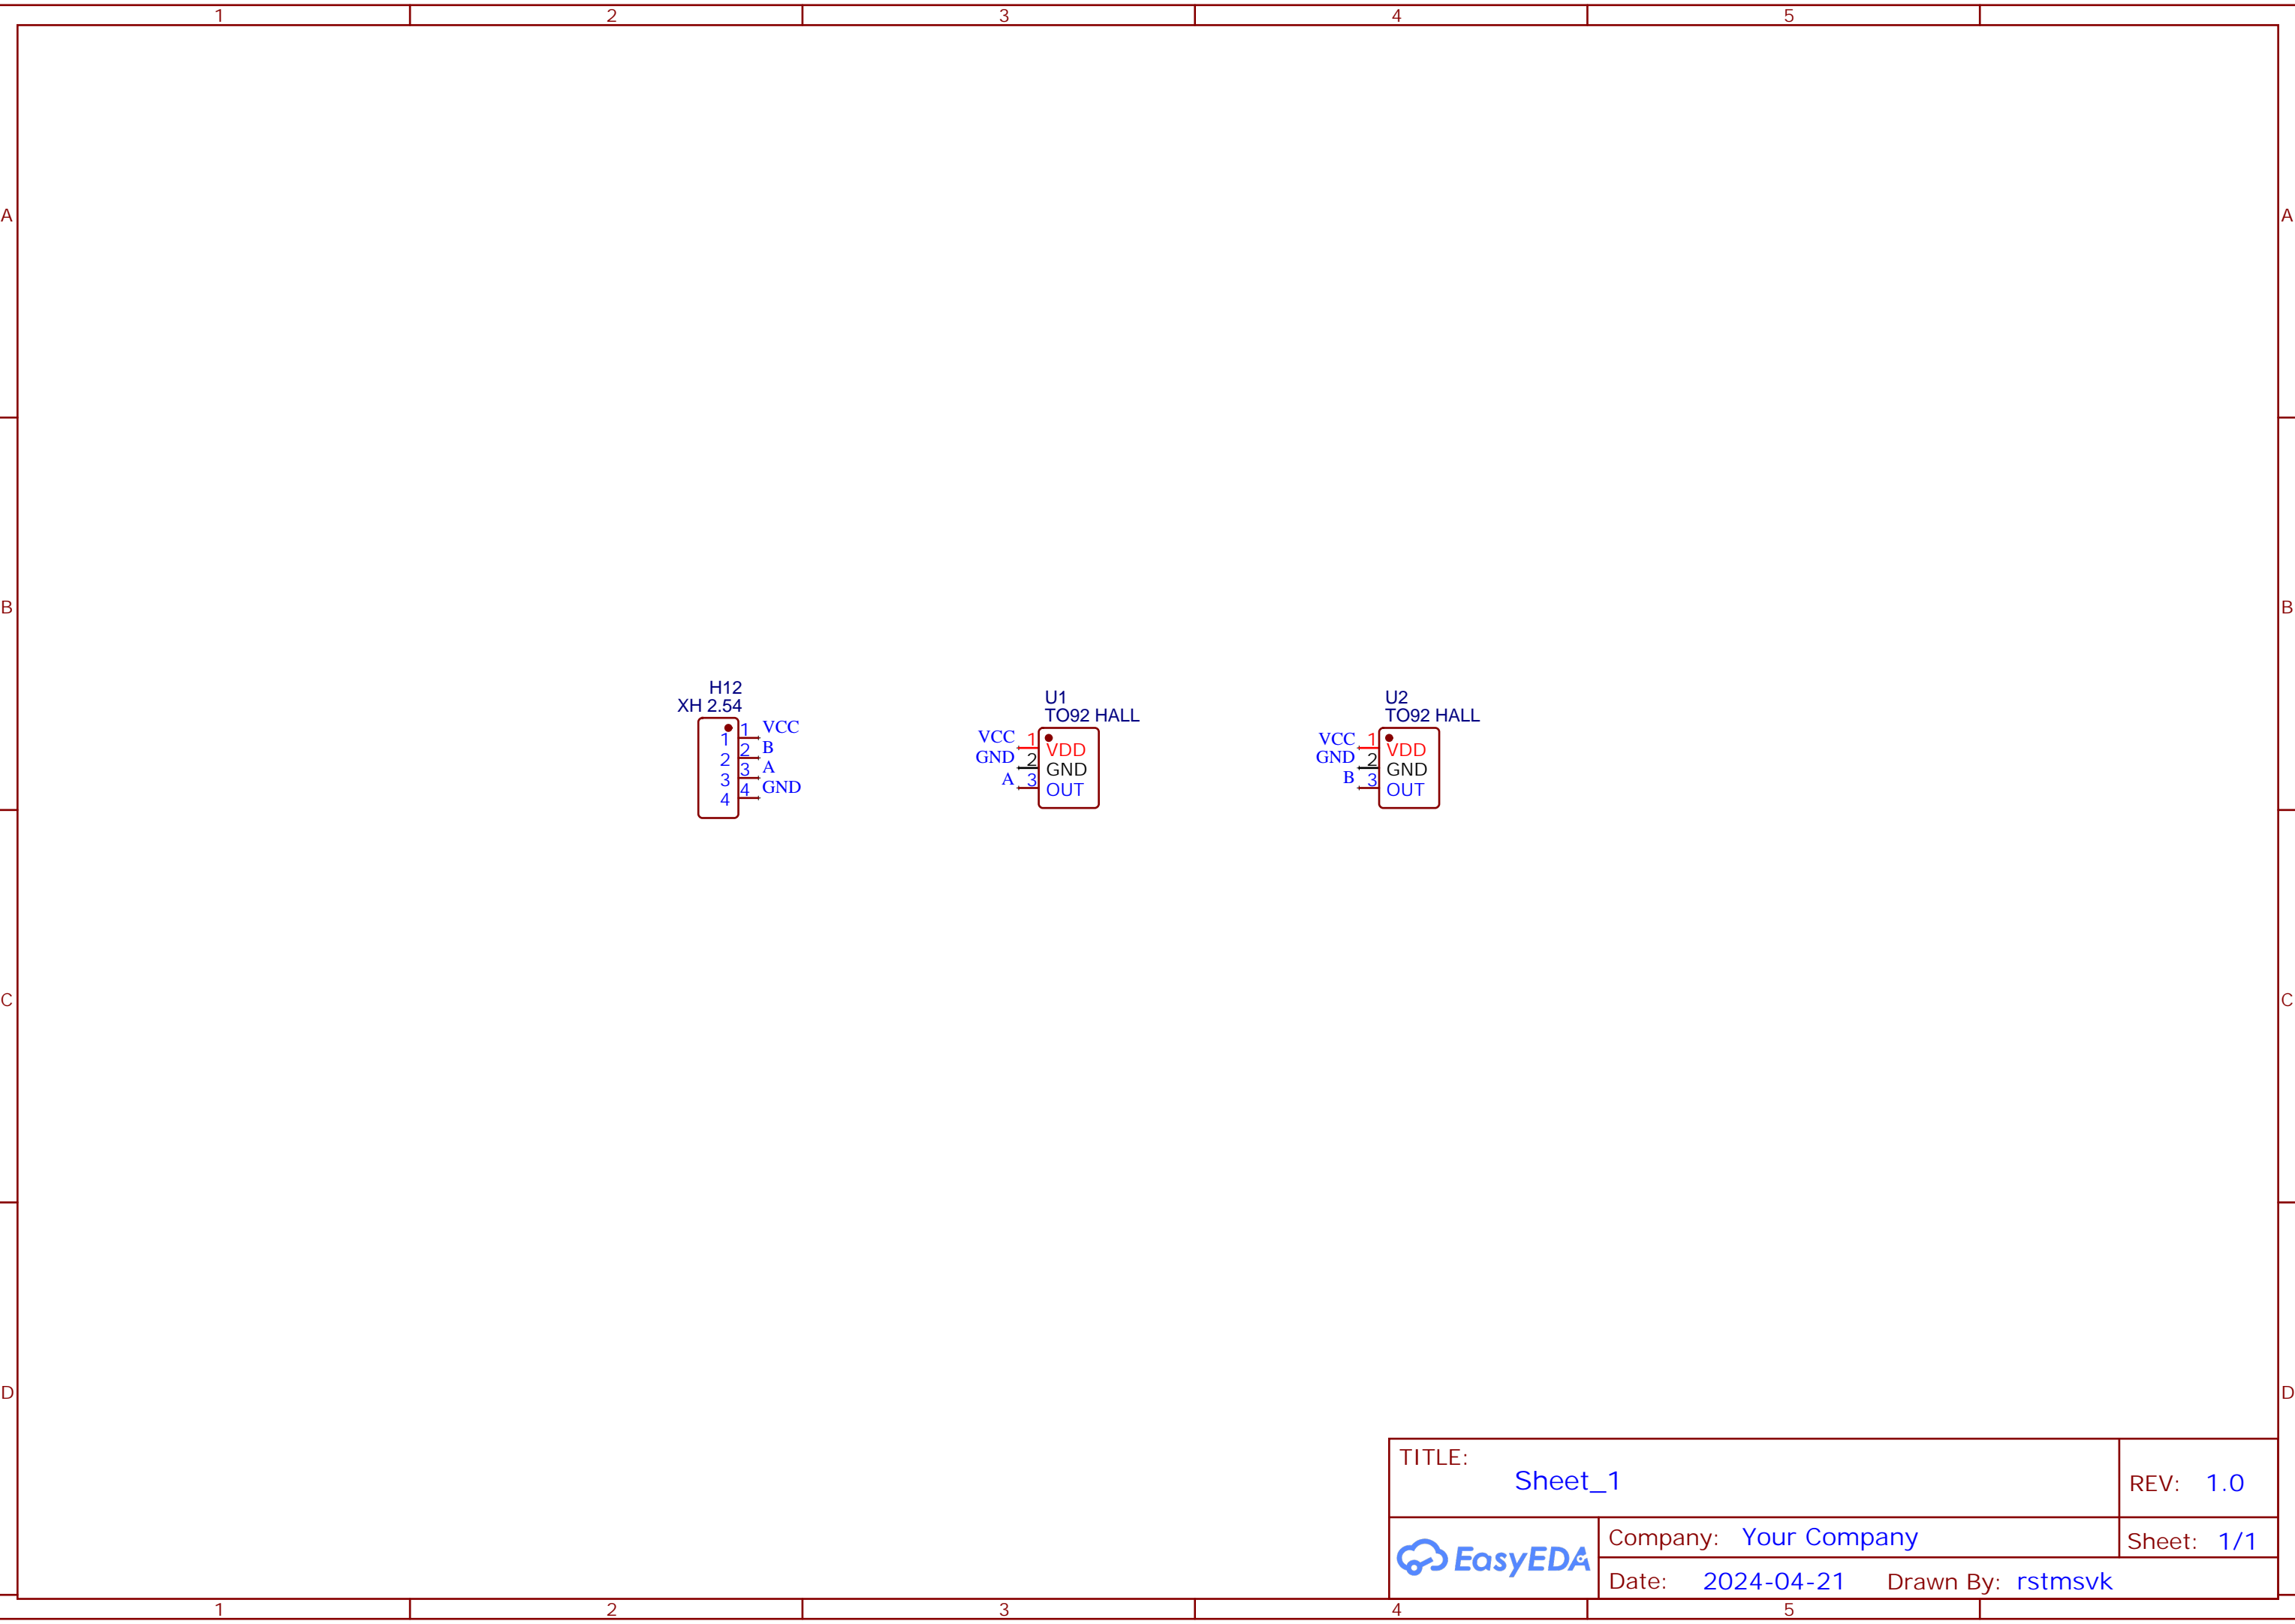 1 2 3 4 5
A A
B B
H12
XH 2.54
1 1 VCC
2 2 B
3 3 A
4 4 GND
U1
TO92 HALL
VCC 1 VDD
GND 2 GND
A 3 OUT
U2
TO92 HALL
VCC 1 VDD
GND 2 GND
B 3 OUT
C C
D D
TITLE:
Sheet_1
REV: 1.0
EasyEDA
Company: Your Company
Sheet: 1/1
Date: 2024-04-21 Drawn By: rstmsvk
1 2 3 4 5